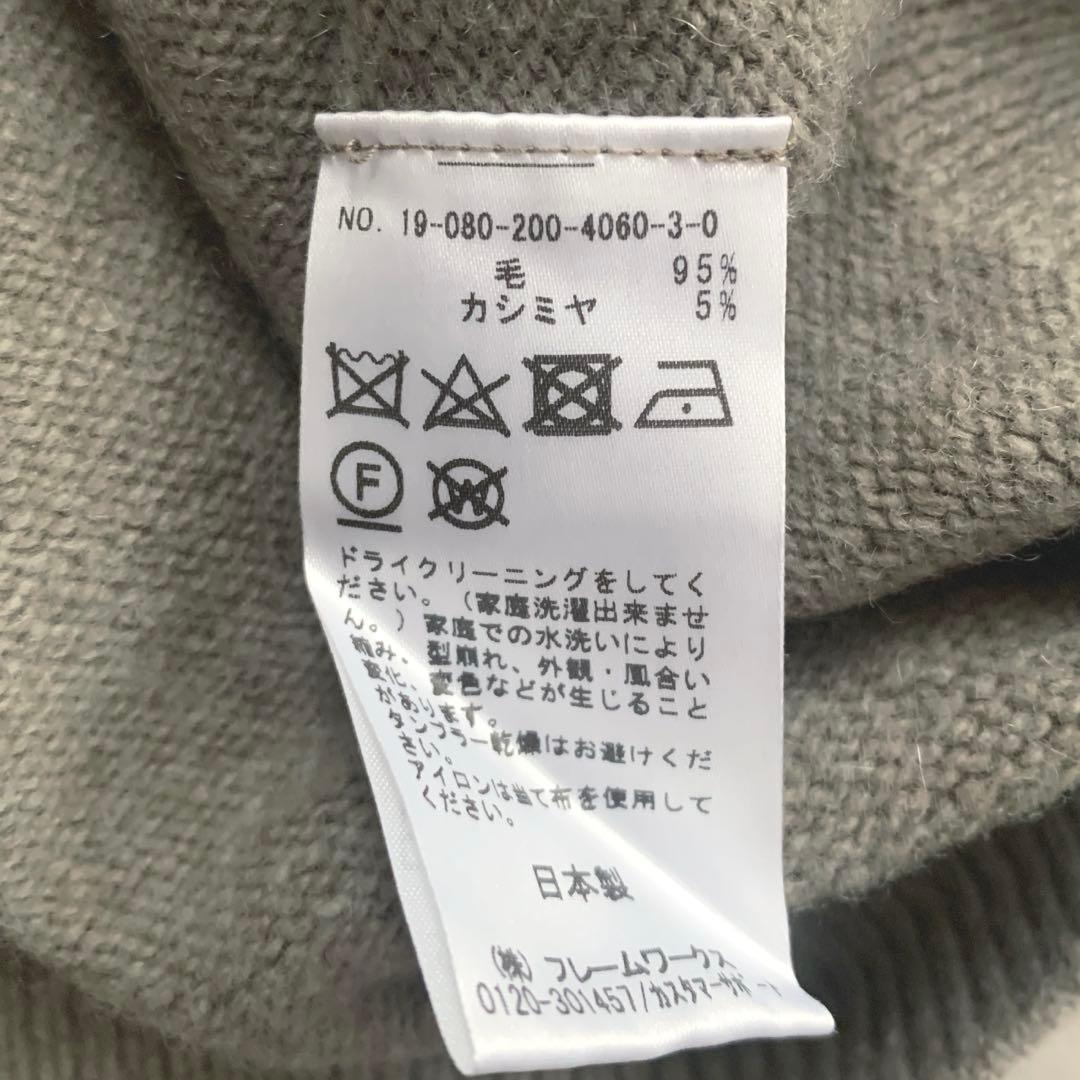 NO. 19-080-200-4060-3-0
毛 95%
カシミヤ 5%
F
W
ドライクリーニングをしてく
ださい。(家庭洗濯出来ませ
ん。)家庭での水洗いにより
縮み、型崩れ、外観・風合い
変化、変色などが生じること
があります。
タンブラー乾燥はお避けくだ
さい。
アイロンは当て布を使用して
ください。
日本製
(株)フレームワークス
0120-301457/カスタマーサポート